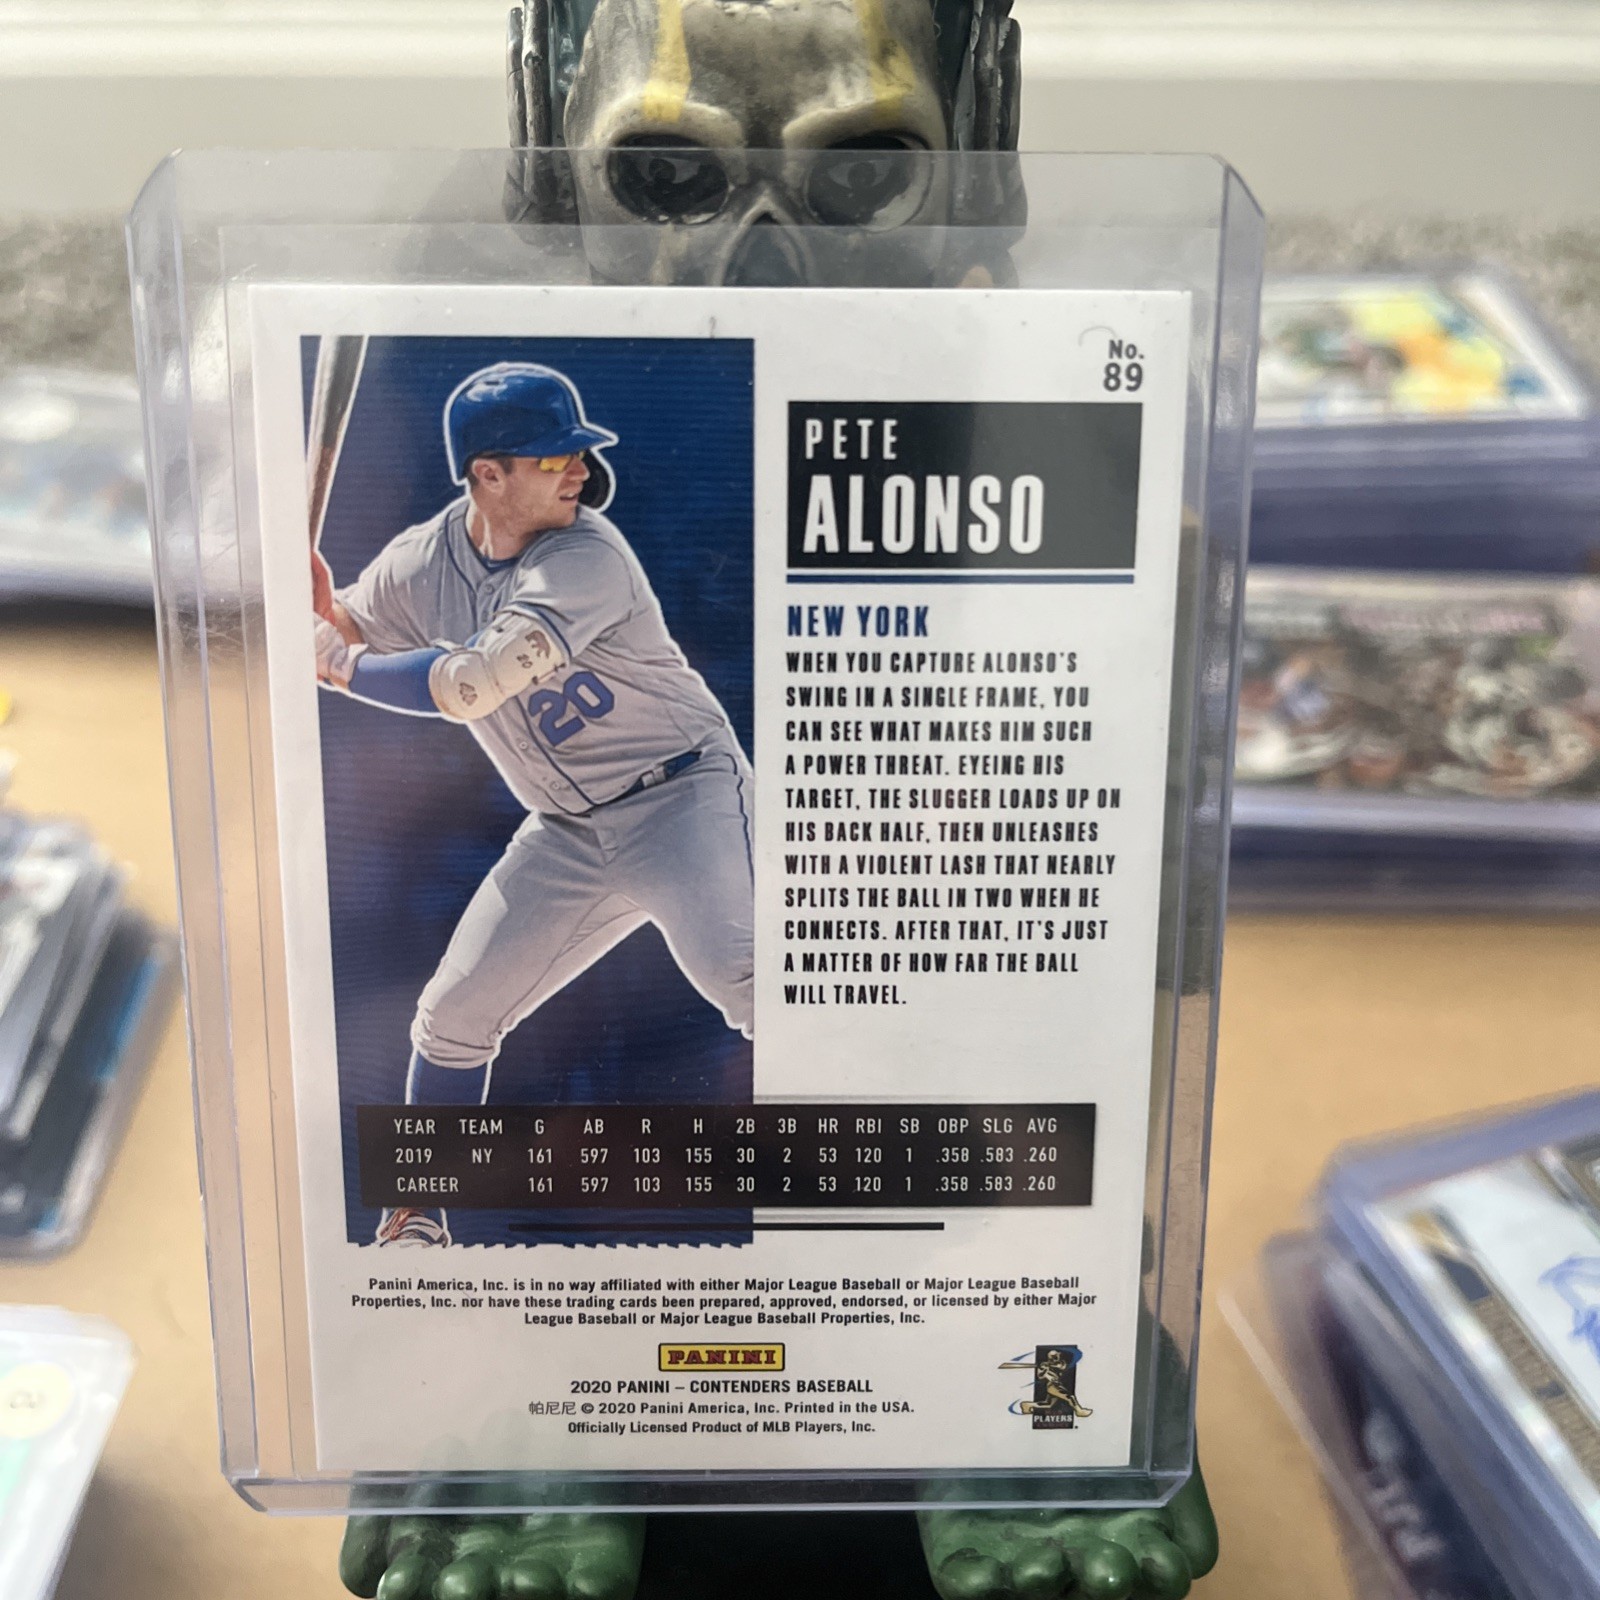 No.
89
PETE
ALONSO
NEW YORK
WHEN YOU CAPTURE ALONSO'S
SWING IN A SINGLE FRAME, YOU
CAN SEE WHAT MAKES HIM SUCH
A POWER THREAT. EYEING HIS
TARGET, THE SLUGGER LOADS UP ON
HIS BACK HALF, THEN UNLEASHES
WITH A VIOLENT LASH THAT NEARLY
SPLITS THE BALL IN TWO WHEN HE
CONNECTS. AFTER THAT, IT'S JUST
A MATTER OF HOW FAR THE BALL
WILL TRAVEL.
20
20
YEAR TEAM G AB R H 2B 3B HR RBI SB OBP SLG AVG
2019 NY 161 597 103 155 30 2 53 120 1 .358 .583 .260
CAREER 161 597 103 155 30 2 53 120 1 .358 .583 .260
Panini America, Inc. is in no way affiliated with either Major League Baseball or Major League Baseball
Properties, Inc. nor have these trading cards been prepared, approved, endorsed, or licensed by either Major
League Baseball or Major League Baseball Properties, Inc.
PANINI
2020 PANINI – CONTENDERS BASEBALL
帕尼尼 © 2020 Panini America, Inc. Printed in the USA.
Officially Licensed Product of MLB Players, Inc.
PLAYERS